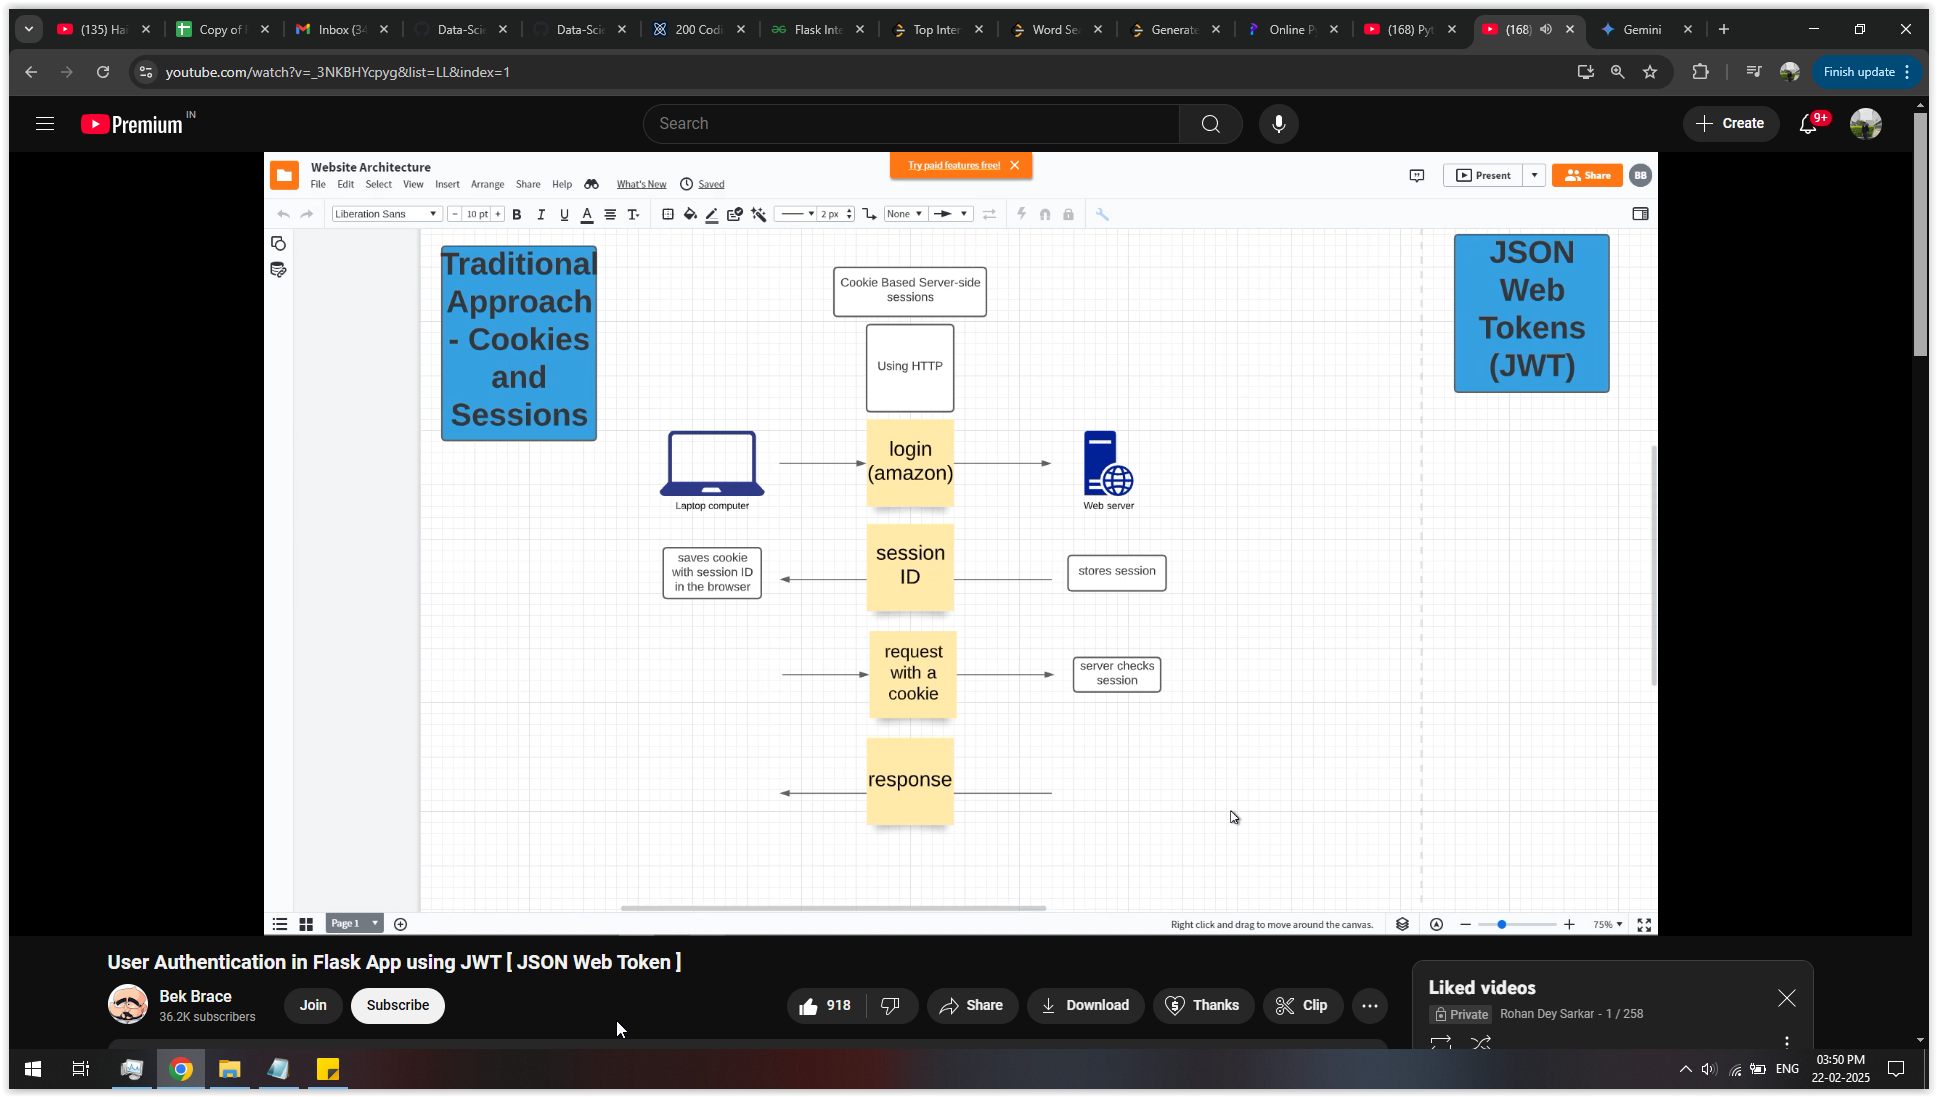 (135) Hai
Copy of
Inbox (34
Data-Scie
Data-Scie
200 Codi
Flask Inte
Top Inter
Word Se
Generate
Online P
(168) Pyt
(168)
Gemini
youtube.com/watch?v=_3NKBHYcpyg&list=LL&index=1
Finish update
Premium IN
Search
Create
9+
Website Architecture
Try paid features free!
File Edit Select View Insert Arrange Share Help What's New Saved
Present
Share
BB
Liberation Sans
10 pt
B I U A T
2 px
None
Traditional
Approach
- Cookies
and
Sessions
Cookie Based Server-side
sessions
JSON
Web
Tokens
(JWT)
Using HTTP
login
(amazon)
Laptop computer
Web server
saves cookie
with session ID
in the browser
session
ID
stores session
request
with a
cookie
server checks
session
response
Page 1
Right click and drag to move around the canvas.
75%
User Authentication in Flask App using JWT [ JSON Web Token ]
Bek Brace
36.2K subscribers
Join
Subscribe
918
Share
Download
Thanks
Clip
Liked videos
Private Rohan Dey Sarkar - 1 / 258
ENG
03:50 PM
22-02-2025